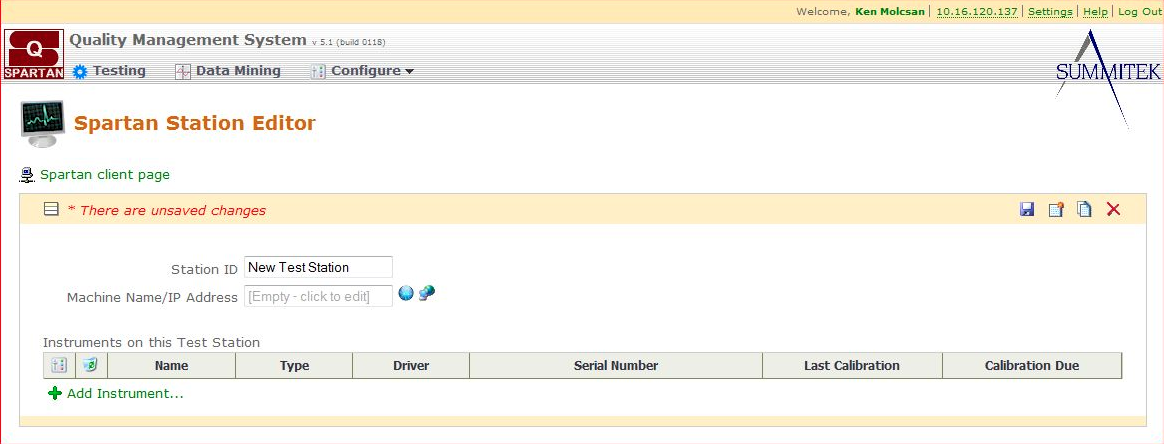 Welcome, Ken Molcsan | 10.16.120.137 | Settings | Help | Log Out
Q
SPARTAN
Quality Management System v 5.1 (build 0118)
Testing Data Mining Configure
SUMMITEK
Spartan Station Editor
Spartan client page
* There are unsaved changes
Station ID New Test Station
Machine Name/IP Address [Empty - click to edit]
Instruments on this Test Station
Name Type Driver Serial Number Last Calibration Calibration Due
Add Instrument...